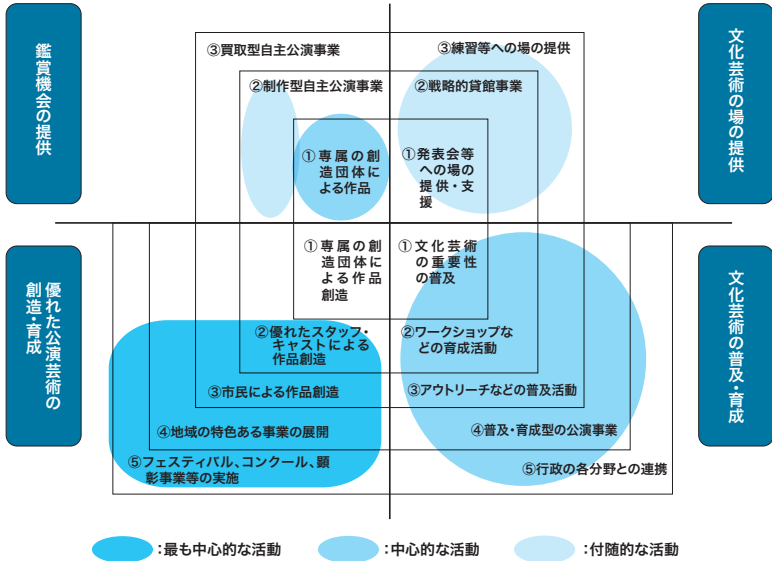 鑑賞機会の提供
文化芸術の場の提供
③買取型自主公演事業
③練習等への場の提供
②制作型自主公演事業
②戦略的貸館事業
①専属の創
造団体によ
る作品
①発表会等
への場の
提供・支
援
①専属の創
造団体に
よる作品
創造
①文化芸術
の重要性
の普及
優れた公演芸術の
創造・育成
文化芸術の普及・育成
②優れたスタッフ・
キャストによる
作品創造
②ワークショップな
どの育成活動
③市民による作品創造
③アウトリーチなどの普及活動
④地域の特色ある事業の展開
④普及・育成型の公演事業
⑤フェスティバル、コンクール、顕
彰事業等の実施
⑤行政の各分野との連携
:最も中心的な活動
:中心的な活動
:付随的な活動